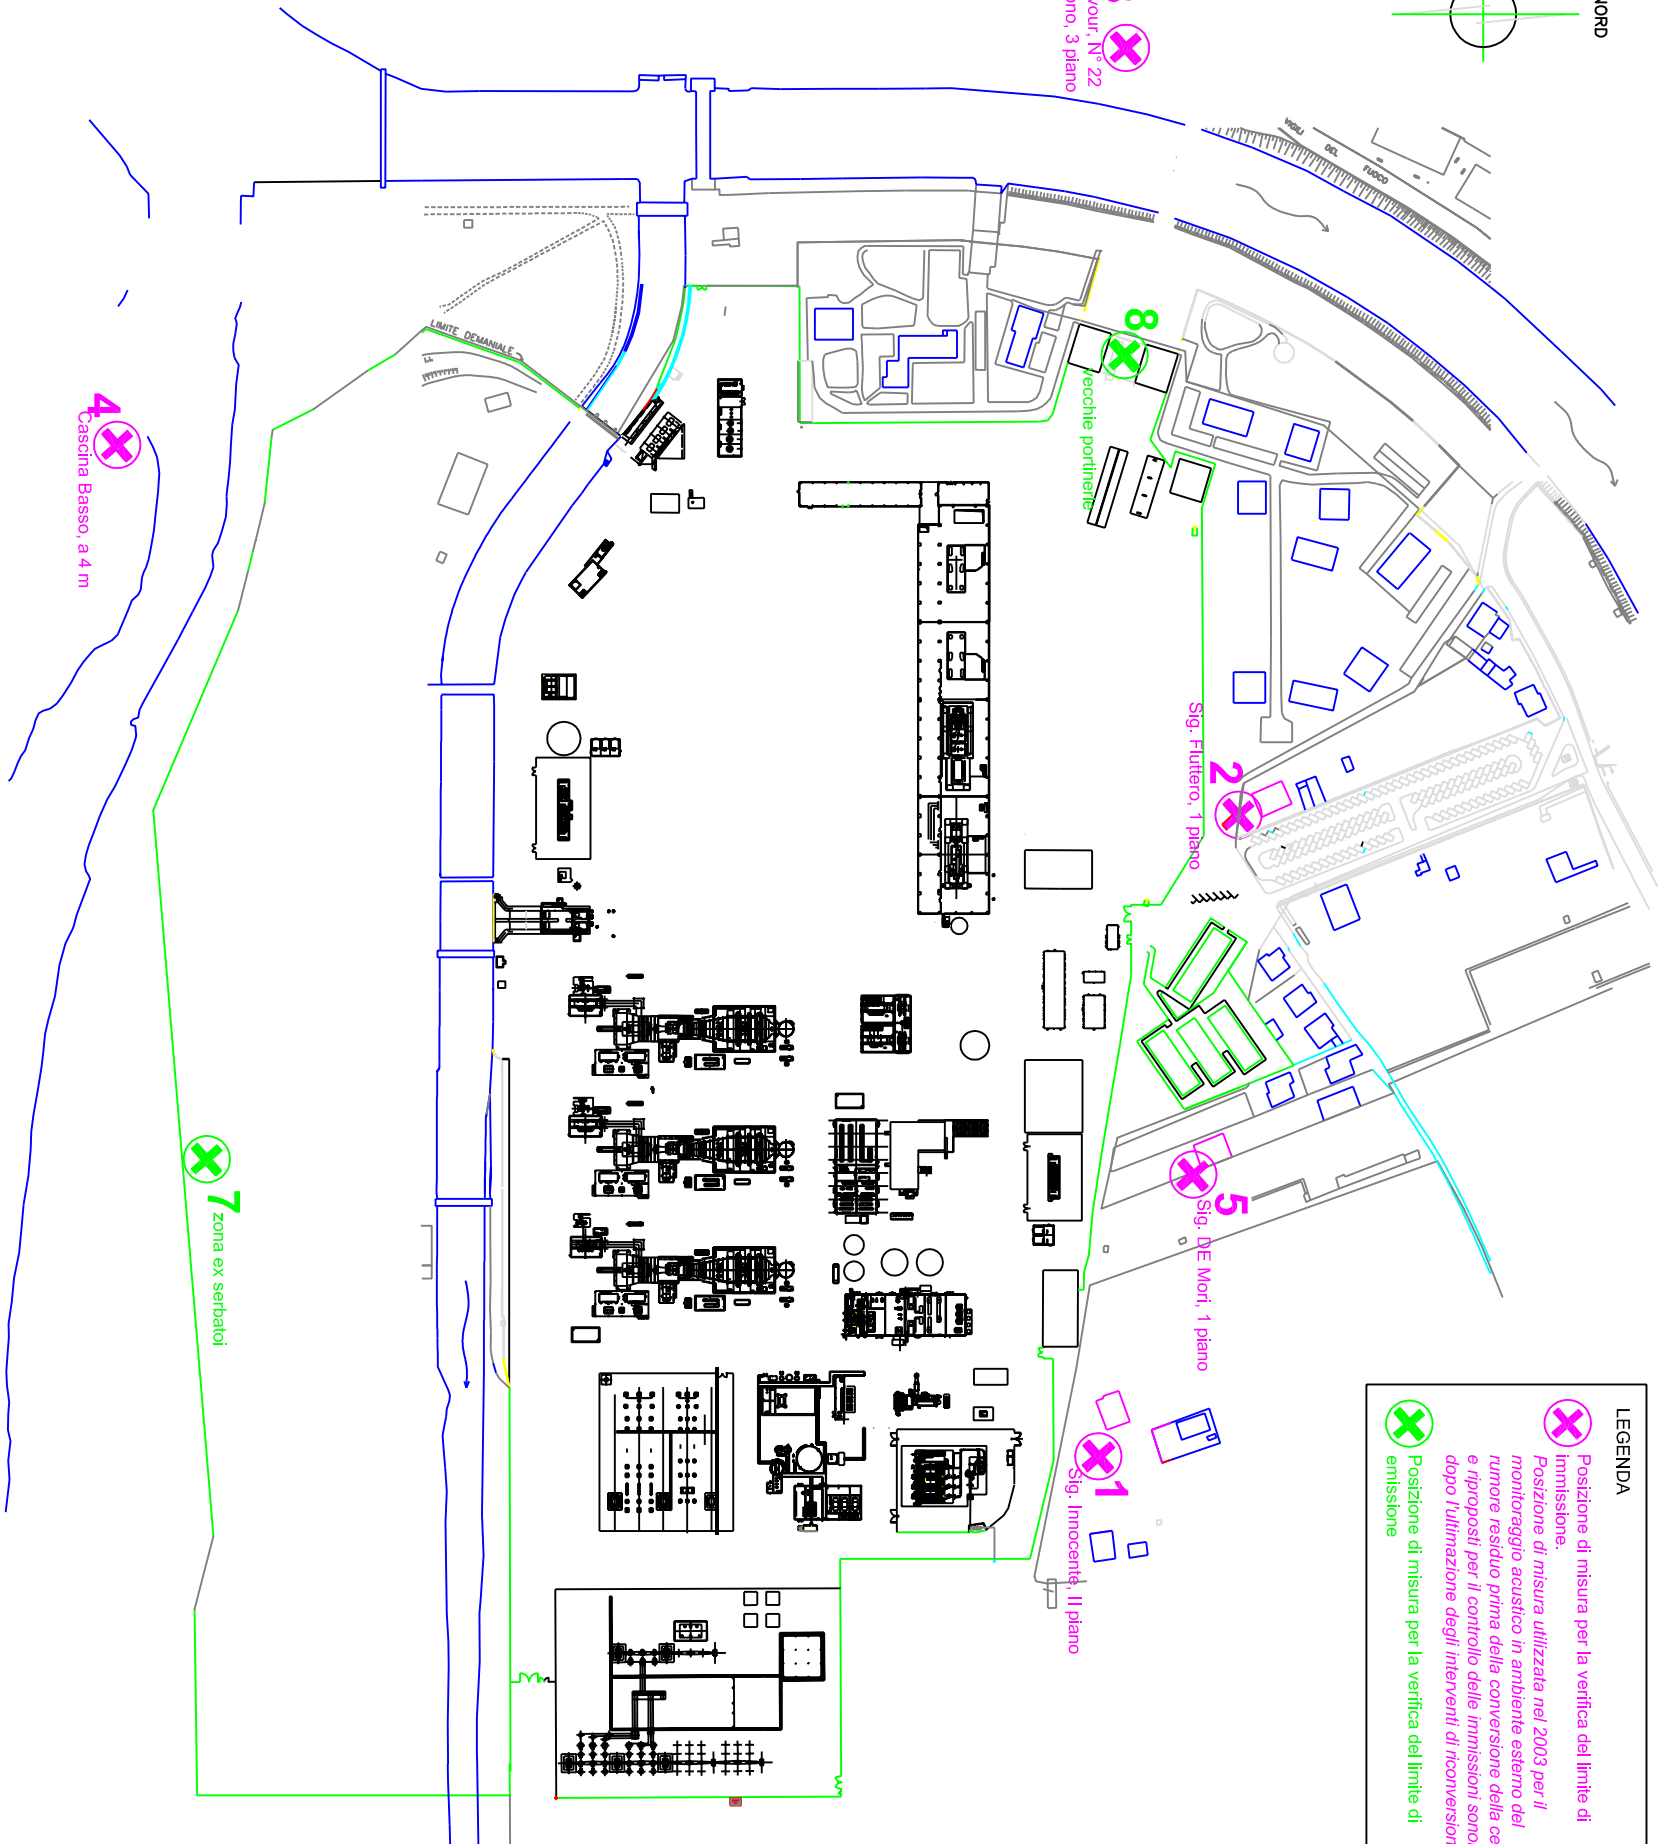 NORD
vour, N° 22
ono, 3 piano
VIGILI DEL FUOCO
LIMITE DEMANIALE
8
vecchie portinerie
4
Cascina Basso, a 4 m
2
Sig. Fluttero, 1 piano
7
zona ex serbatoi
5
Sig. DE Mori, 1 piano
1
Sig. Innocente, II piano
LEGENDA
Posizione di misura per la verifica del limite di
immissione.
Posizione di misura utilizzata nel 2003 per il
monitoraggio acustico in ambiente esterno del
rumore residuo prima della conversione della ce
e riproposti per il controllo delle immissioni sono
dopo l'ultimazione degli interventi di riconversion
Posizione di misura per la verifica del limite di
emissione